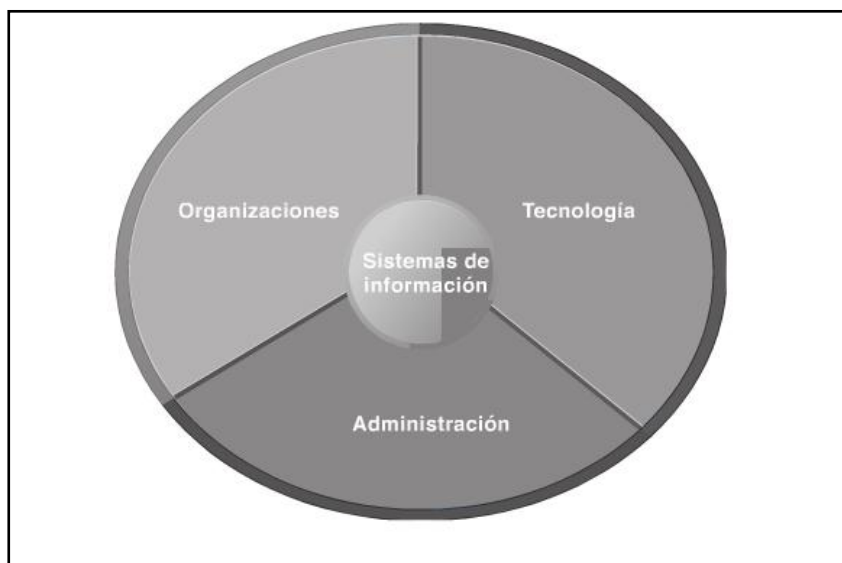 Organizaciones
Tecnología
Sistemas de
información
Administración